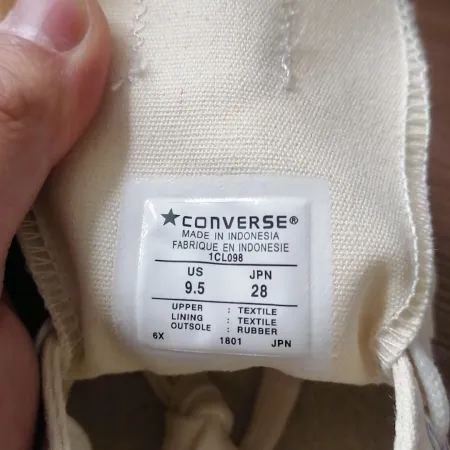 ★CONVERSE®
MADE IN INDONESIA
FABRIQUE EN INDONESIE
1CL098
US JPN
9.5 28
UPPER : TEXTILE
LINING : TEXTILE
OUTSOLE : RUBBER
6X 1801 JPN